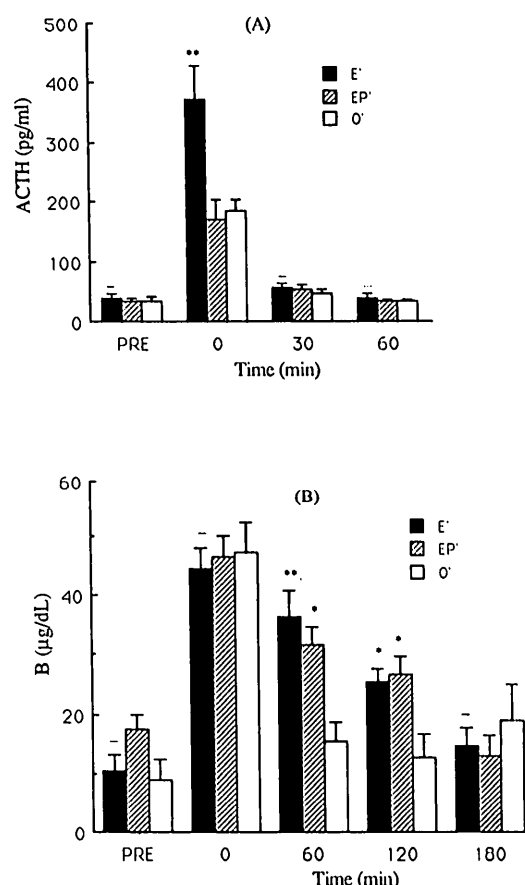 (A)
500
400
300
200
100
0
ACTH (pg/ml)
E'
EP'
O'
**
PRE 0 30 60
Time (min)
(B)
60
40
20
0
B (µg/dL)
E'
EP'
O'
**
*
*
*
PRE 0 60 120 180
Time (min)